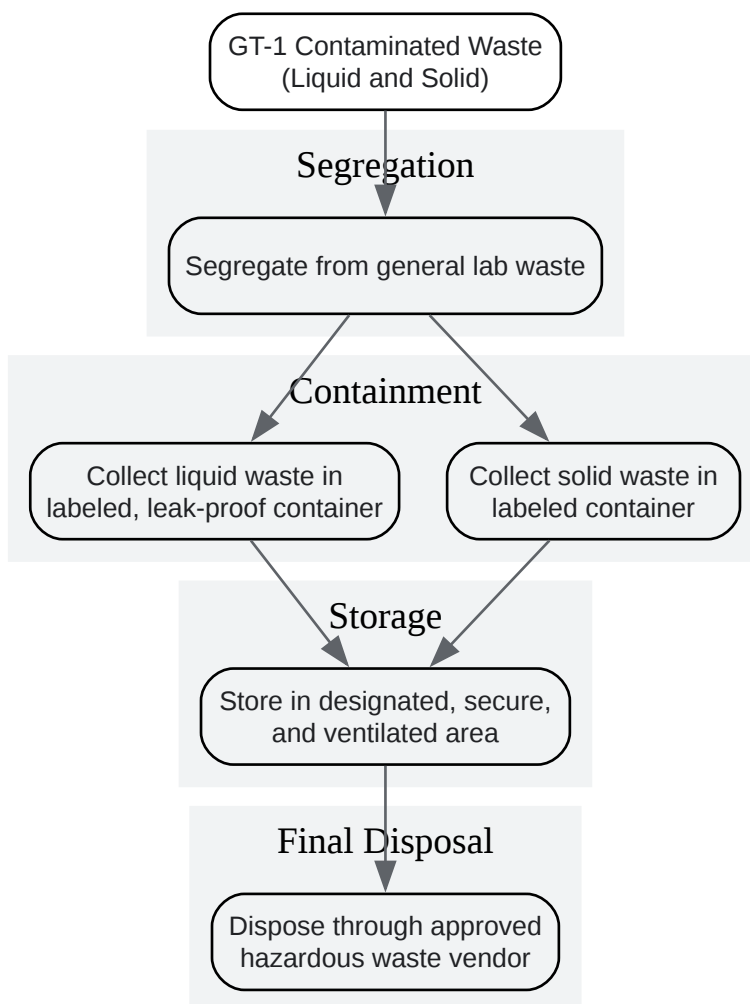 GT-1 Contaminated Waste
(Liquid and Solid)
Segregation
Segregate from general lab waste
Containment
Collect liquid waste in
labeled, leak-proof container
Collect solid waste in
labeled container
Storage
Store in designated, secure,
and ventilated area
Final Disposal
Dispose through approved
hazardous waste vendor